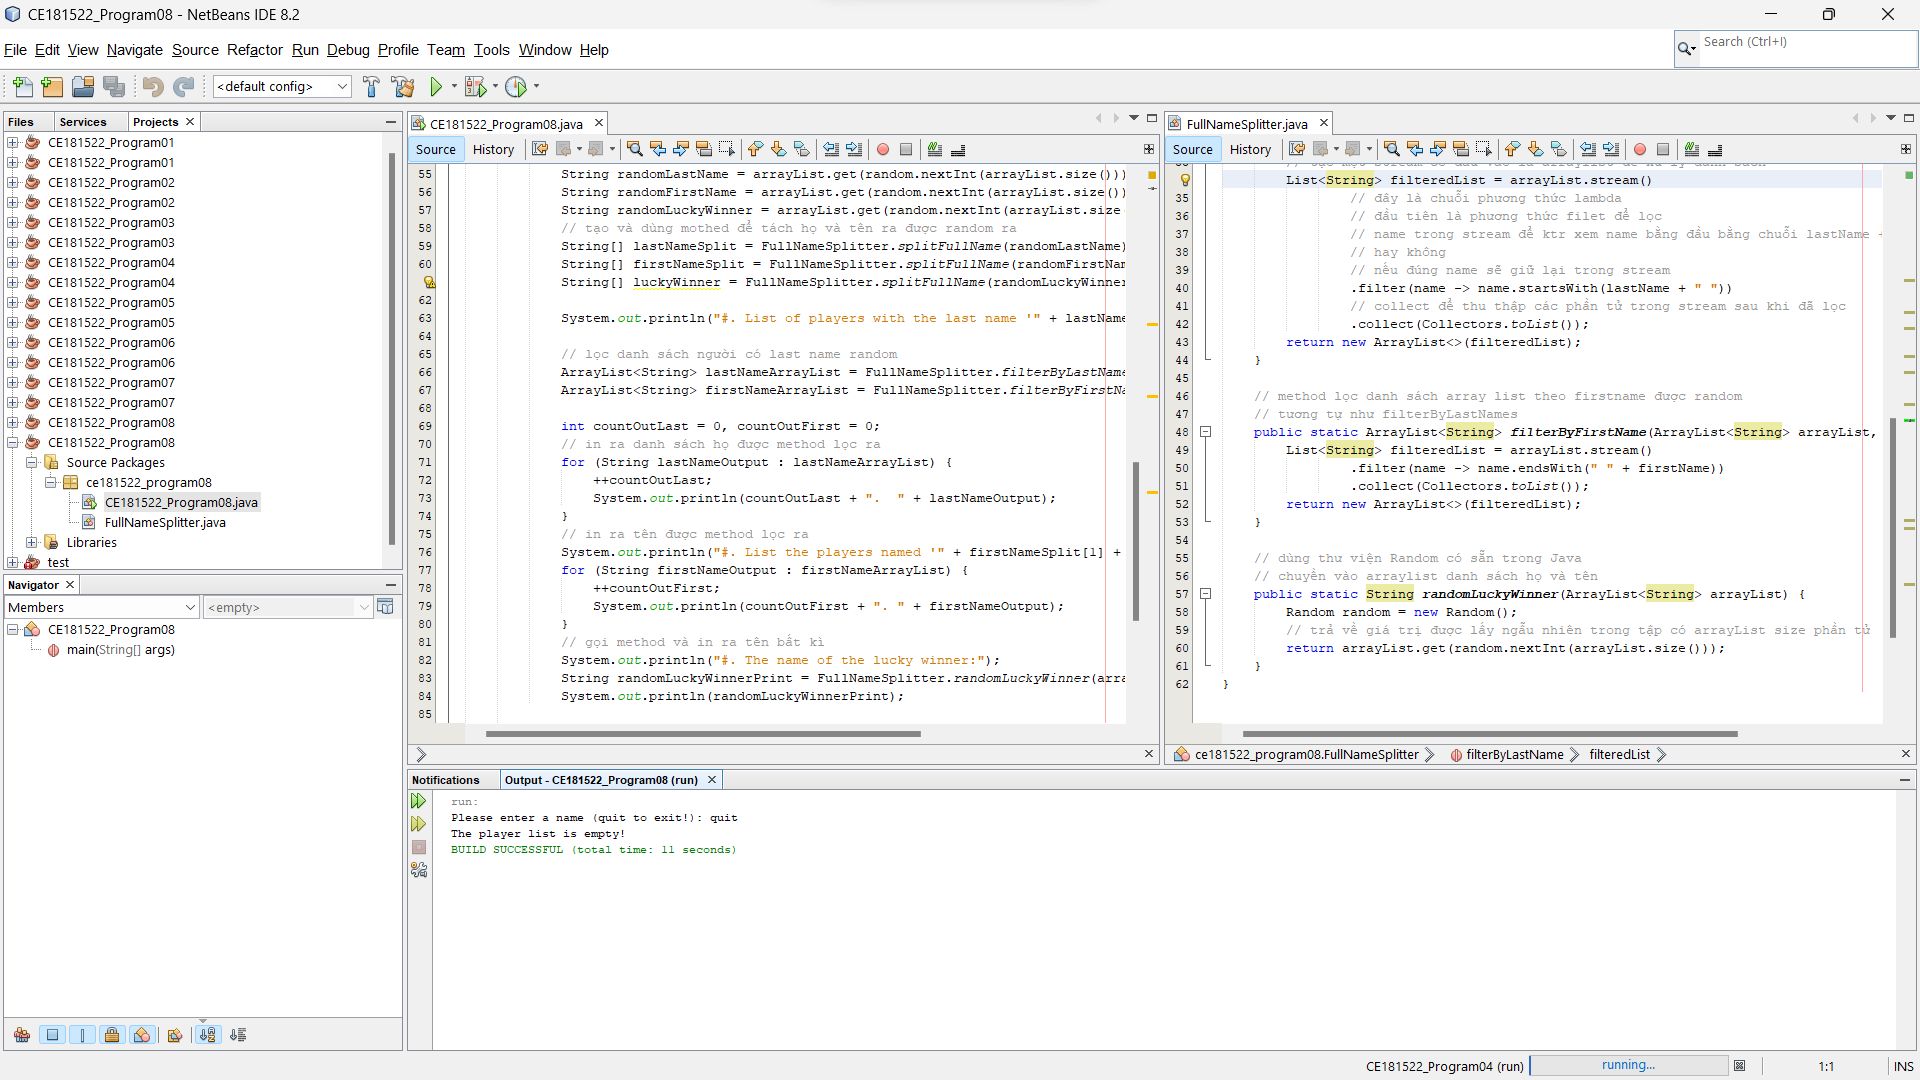 CE181522_Program08 - NetBeans IDE 8.2
File Edit View Navigate Source Refactor Run Debug Profile Team Tools Window Help
Search (Ctrl+I)
<default config>
Files Services Projects
CE181522_Program01
CE181522_Program01
CE181522_Program02
CE181522_Program02
CE181522_Program03
CE181522_Program03
CE181522_Program04
CE181522_Program04
CE181522_Program05
CE181522_Program05
CE181522_Program06
CE181522_Program06
CE181522_Program07
CE181522_Program07
CE181522_Program08
CE181522_Program08
Source Packages
ce181522_program08
CE181522_Program08.java
FullNameSplitter.java
Libraries
test
Navigator
Members <empty>
CE181522_Program08
main(String[] args)
CE181522_Program08.java
Source History
55 String randomLastName = arrayList.get(random.nextInt(arrayList.size()))
56 String randomFirstName = arrayList.get(random.nextInt(arrayList.size())
57 String randomLuckyWinner = arrayList.get(random.nextInt(arrayList.size
58 // tạo và dùng mothed để tách họ và tên ra được random ra
59 String[] lastNameSplit = FullNameSplitter.splitFullName(randomLastName)
60 String[] firstNameSplit = FullNameSplitter.splitFullName(randomFirstNam
String[] luckyWinner = FullNameSplitter.splitFullName(randomLuckyWinner
62
63 System.out.println("#. List of players with the last name '" + lastName
64
65 // lọc danh sách người có last name random
66 ArrayList<String> lastNameArrayList = FullNameSplitter.filterByLastName
67 ArrayList<String> firstNameArrayList = FullNameSplitter.filterByFirstNa
68
69 int countOutLast = 0, countOutFirst = 0;
70 // in ra danh sách họ được method lọc ra
71 for (String lastNameOutput : lastNameArrayList) {
72 ++countOutLast;
73 System.out.println(countOutLast + ".  " + lastNameOutput);
74 }
75 // in ra tên được method lọc ra
76 System.out.println("#. List the players named '" + firstNameSplit[1] +
77 for (String firstNameOutput : firstNameArrayList) {
78 ++countOutFirst;
79 System.out.println(countOutFirst + ". " + firstNameOutput);
80 }
81 // gọi method và in ra tên bất kì
82 System.out.println("#. The name of the lucky winner:");
83 String randomLuckyWinnerPrint = FullNameSplitter.randomLuckyWinner(arra
84 System.out.println(randomLuckyWinnerPrint);
85
FullNameSplitter.java
Source History
List<String> filteredList = arrayList.stream()
35 // đây là chuỗi phương thức lambda
36 // đầu tiên là phương thức filet để lọc
37 // name trong stream để ktr xem name bằng đầu bằng chuỗi lastName +
38 // hay không
39 // nếu đúng name sẽ giữ lại trong stream
40 .filter(name -> name.startsWith(lastName + " "))
41 // collect để thu thập các phần tử trong stream sau khi đã lọc
42 .collect(Collectors.toList());
43 return new ArrayList<>(filteredList);
44 }
45
46 // method lọc danh sách array list theo firstname được random
47 // tương tự như filterByLastNames
48 public static ArrayList<String> filterByFirstName(ArrayList<String> arrayList,
49 List<String> filteredList = arrayList.stream()
50 .filter(name -> name.endsWith(" " + firstName))
51 .collect(Collectors.toList());
52 return new ArrayList<>(filteredList);
53 }
54
55 // dùng thư viện Random có sẵn trong Java
56 // chuyền vào arraylist danh sách họ và tên
57 public static String randomLuckyWinner(ArrayList<String> arrayList) {
58 Random random = new Random();
59 // trả về giá trị được lấy ngẫu nhiên trong tập có arrayList size phần tử
60 return arrayList.get(random.nextInt(arrayList.size()));
61 }
62 }
ce181522_program08.FullNameSplitter filterByLastName filteredList
Notifications Output - CE181522_Program08 (run)
run:
Please enter a name (quit to exit!): quit
The player list is empty!
BUILD SUCCESSFUL (total time: 11 seconds)
CE181522_Program04 (run) running... 1:1 INS